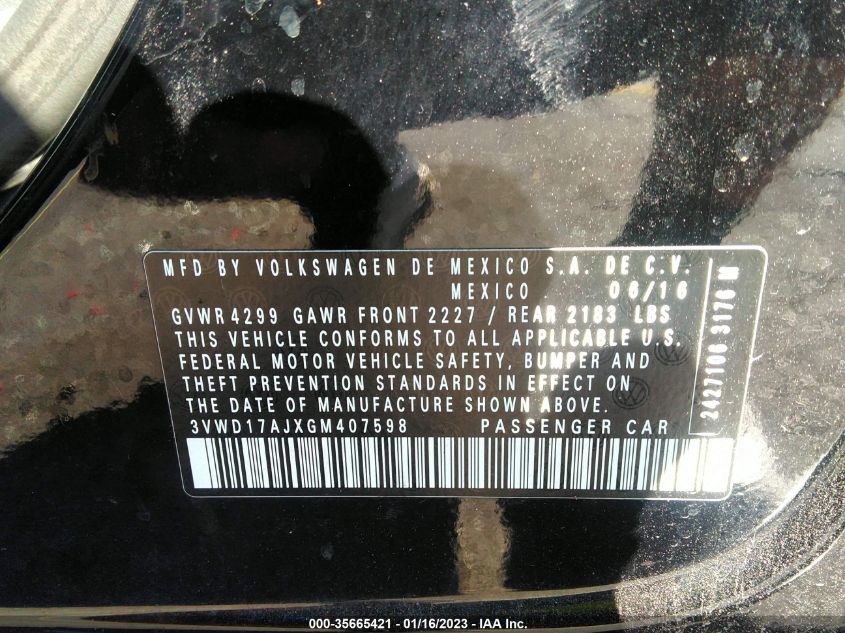 MFD BY VOLKSWAGEN DE MEXICO S.A. DE C.V.
MEXICO 06/16
GVWR 4299 GAWR FRONT 2227 / REAR 2183 LBS
THIS VEHICLE CONFORMS TO ALL APPLICABLE U.S.
FEDERAL MOTOR VEHICLE SAFETY, BUMPER AND
THEFT PREVENTION STANDARDS IN EFFECT ON
THE DATE OF MANUFACTURE SHOWN ABOVE.
3VWD17AJXGM407598 PASSENGER CAR
2427106 3176 M
000-35665421 - 01/16/2023 - IAA Inc.